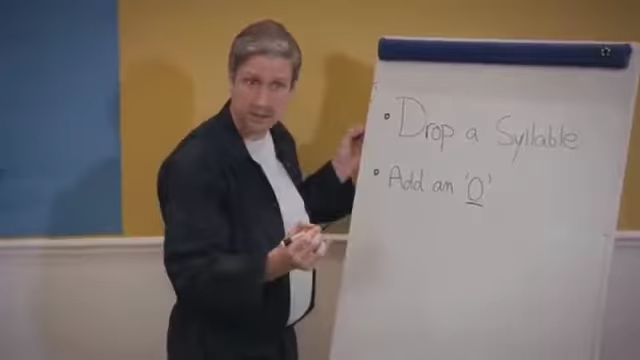 • Drop a Syllable
• Add an 'O'